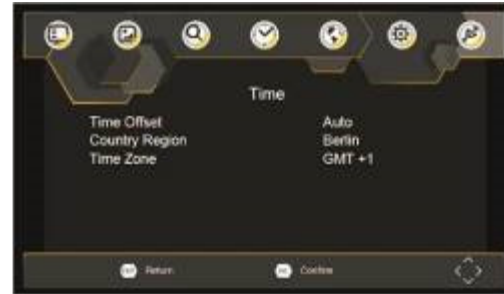 Time
Time Offset Auto
Country Region Berlin
Time Zone GMT +1
Return Confirm